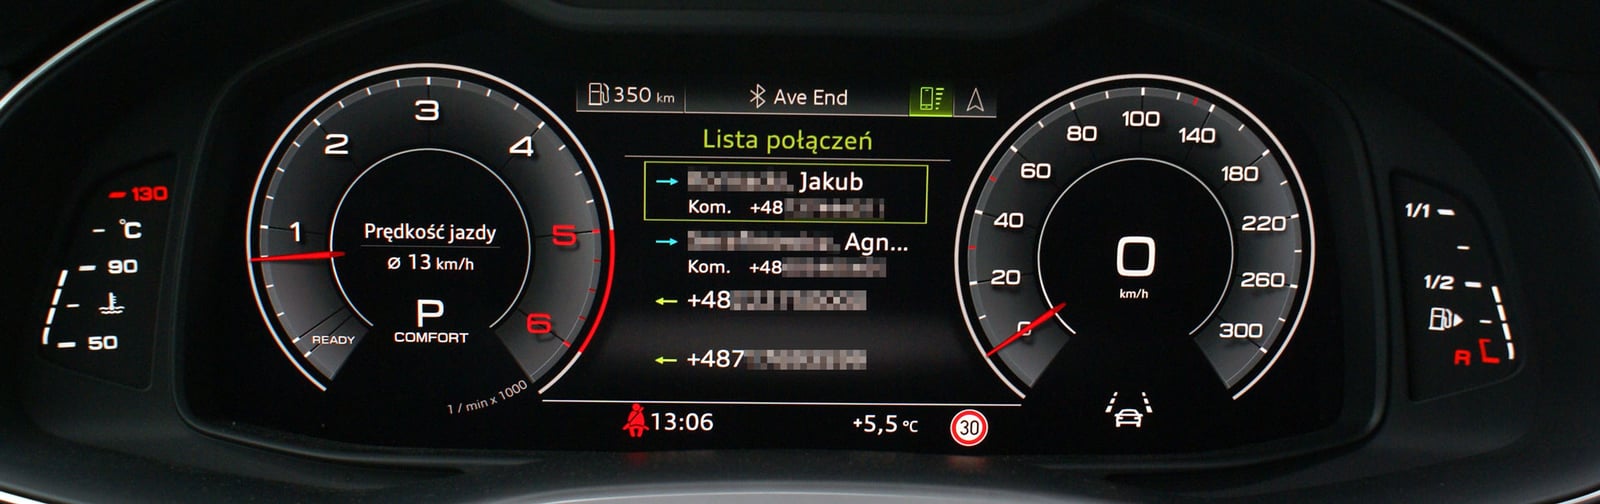 130
°C
90
50
1
2
3
4
5
6
READY
1 / min x 1000
Prędkość jazdy
ø 13 km/h
P
COMFORT
350 km
Ave End
Lista połączeń
Jakub
Kom. +48
Agn...
Kom. +48
+48
+487
13:06
+5,5 °C
30
0
20
40
60
80
100
140
180
220
260
300
0
km/h
1/1
1/2
R